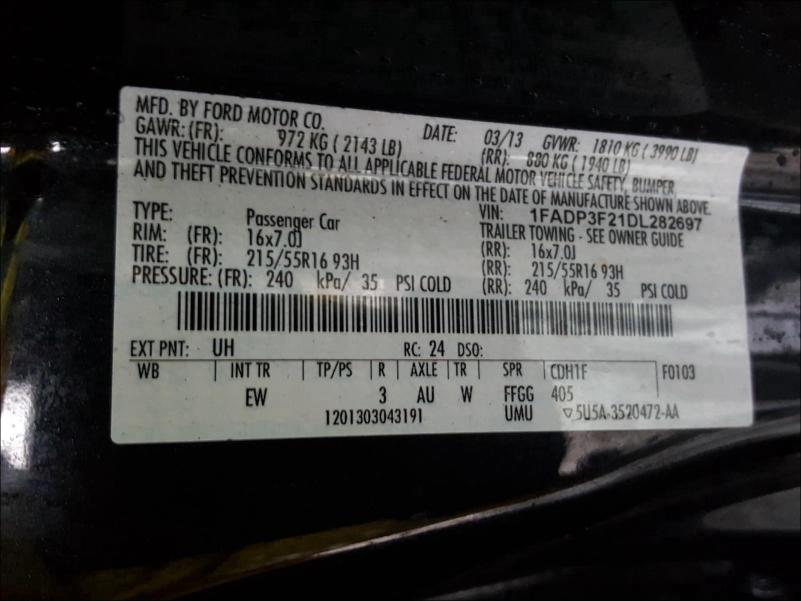 MFD. BY FORD MOTOR CO. DATE: 03/13 GVWR: 1810 KG ( 3990 LB)
GAWR: (FR): 972 KG ( 2143 LB) (RR): 880 KG ( 1940 LB)
THIS VEHICLE CONFORMS TO ALL APPLICABLE FEDERAL MOTOR VEHICLE SAFETY, BUMPER,
AND THEFT PREVENTION STANDARDS IN EFFECT ON THE DATE OF MANUFACTURE SHOWN ABOVE.
TYPE: Passenger Car VIN: 1FADP3F21DL282697
TRAILER TOWING - SEE OWNER GUIDE
RIM: (FR): 16x7.0J (RR): 16x7.0J
TIRE: (FR): 215/55R16 93H (RR): 215/55R16 93H
PRESSURE: (FR): 240 kPa/ 35 PSI COLD (RR): 240 kPa/ 35 PSI COLD
EXT PNT: UH RC: 24 DSO:
WB INT TR TP/PS R AXLE TR SPR CDH1F F0103
EW 3 AU W FFGG 405
1201303043191 UMU ▽5U5A-3520472-AA